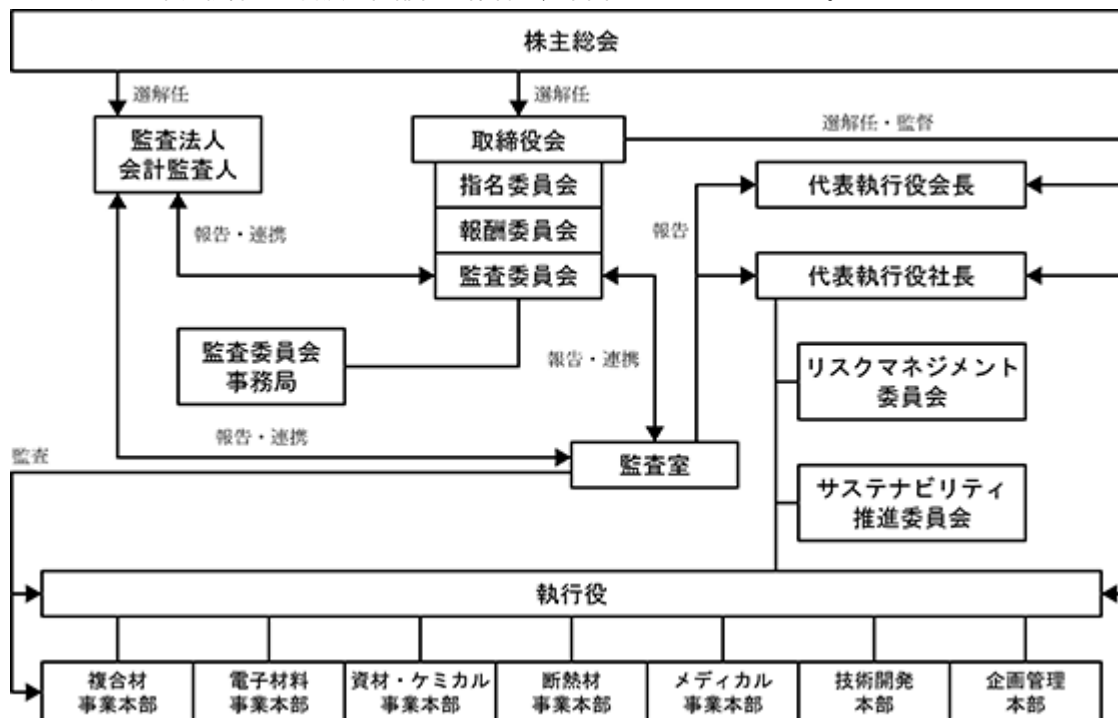 株主総会
選解任
選解任
監査法人
会計監査人
取締役会
選解任・監督
指名委員会
代表執行役会長
報告・連携
報酬委員会
報告
監査委員会
代表執行役社長
監査委員会
事務局
報告・連携
リスクマネジメント
委員会
報告・連携
監査
監査室
サステナビリティ
推進委員会
執行役
複合材
事業本部
電子材料
事業本部
資材・ケミカル
事業本部
断熱材
事業本部
メディカル
事業本部
技術開発
本部
企画管理
本部